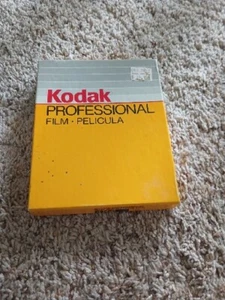 Kodak
PROFESSIONAL
FILM · PELICULA